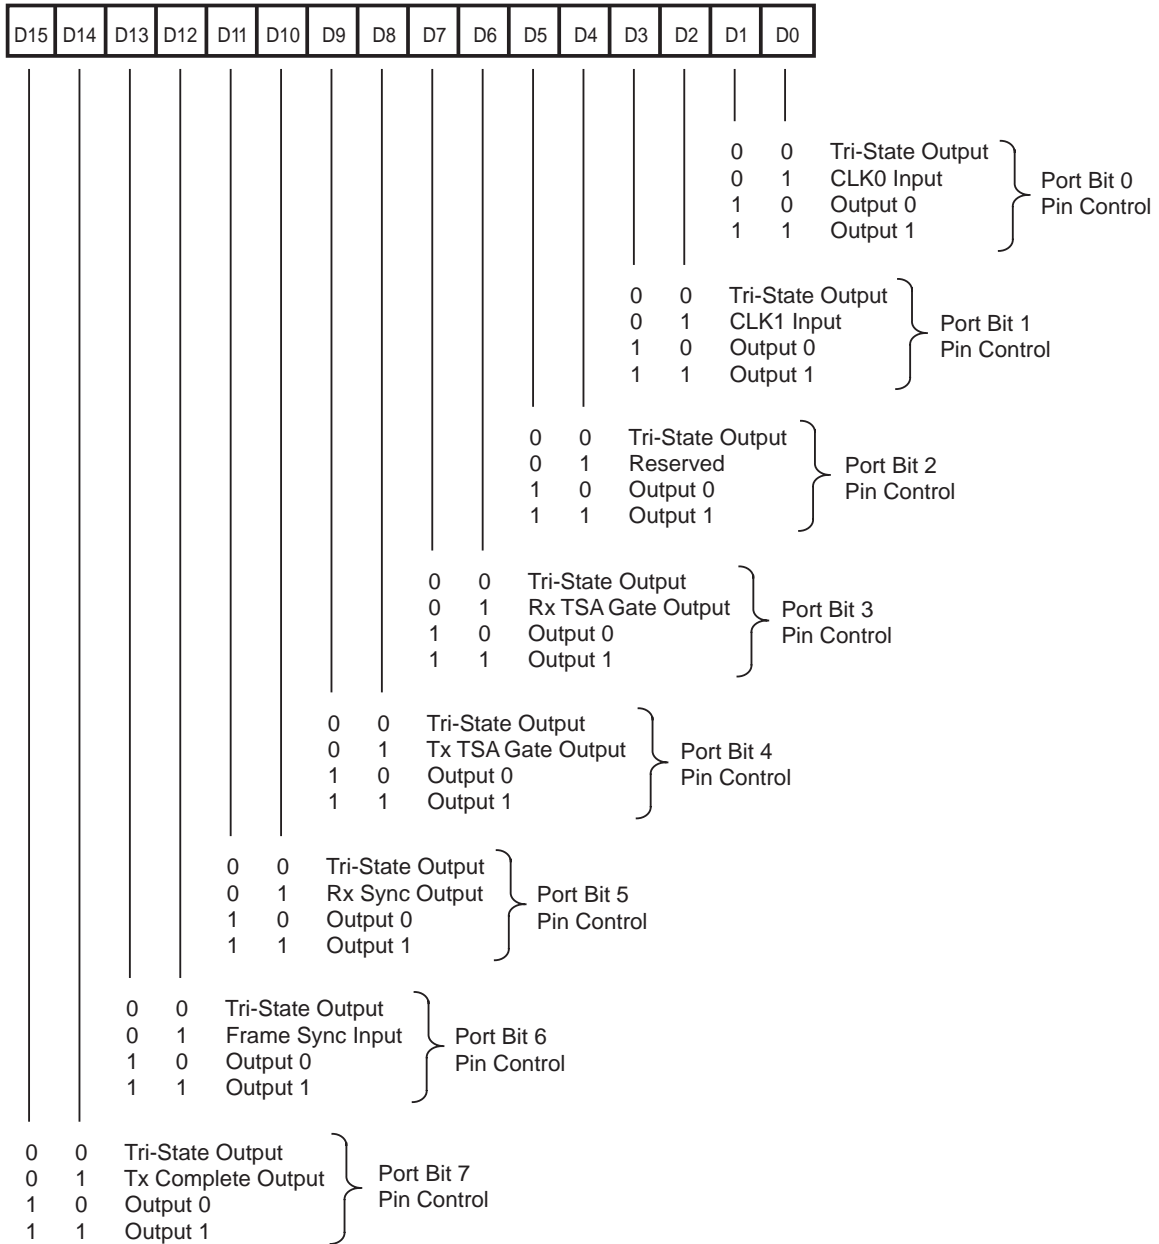 D15 D14 D13 D12 D11 D10 D9 D8 D7 D6 D5 D4 D3 D2 D1 D0
0 0 Tri-State Output
0 1 CLK0 Input
1 0 Output 0
1 1 Output 1
Port Bit 0
Pin Control
0 0 Tri-State Output
0 1 CLK1 Input
1 0 Output 0
1 1 Output 1
Port Bit 1
Pin Control
0 0 Tri-State Output
0 1 Reserved
1 0 Output 0
1 1 Output 1
Port Bit 2
Pin Control
0 0 Tri-State Output
0 1 Rx TSA Gate Output
1 0 Output 0
1 1 Output 1
Port Bit 3
Pin Control
0 0 Tri-State Output
0 1 Tx TSA Gate Output
1 0 Output 0
1 1 Output 1
Port Bit 4
Pin Control
0 0 Tri-State Output
0 1 Rx Sync Output
1 0 Output 0
1 1 Output 1
Port Bit 5
Pin Control
0 0 Tri-State Output
0 1 Frame Sync Input
1 0 Output 0
1 1 Output 1
Port Bit 6
Pin Control
0 0 Tri-State Output
0 1 Tx Complete Output
1 0 Output 0
1 1 Output 1
Port Bit 7
Pin Control